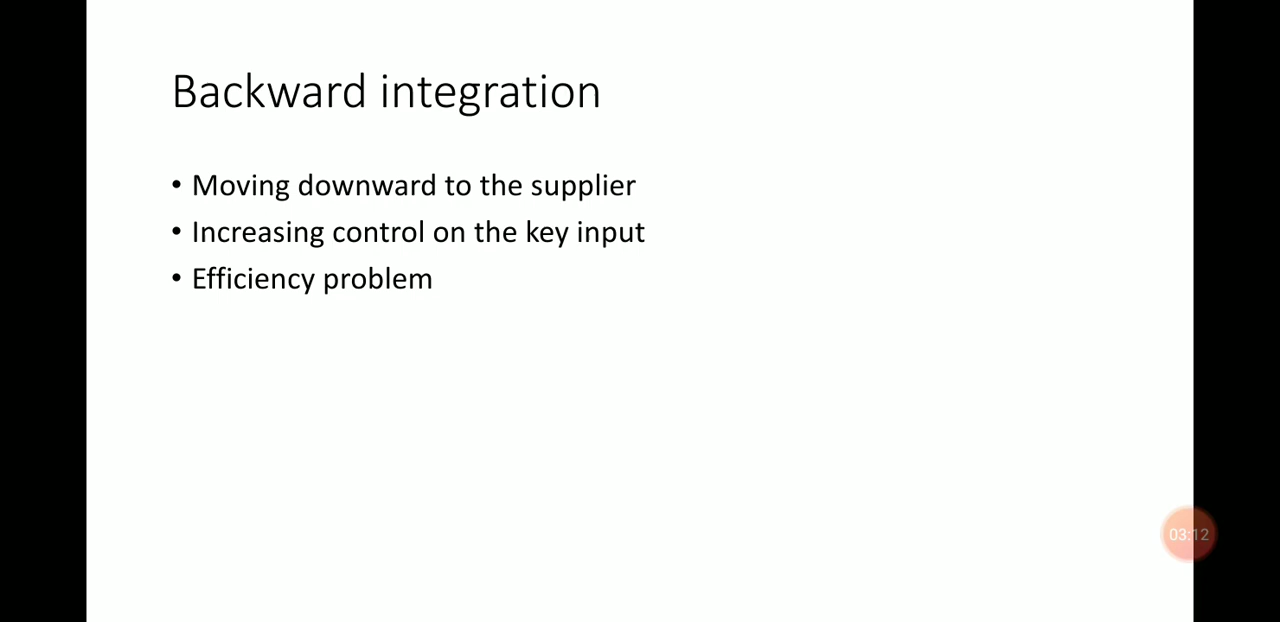 Backward integration
• Moving downward to the supplier
• Increasing control on the key input
• Efficiency problem
03:12